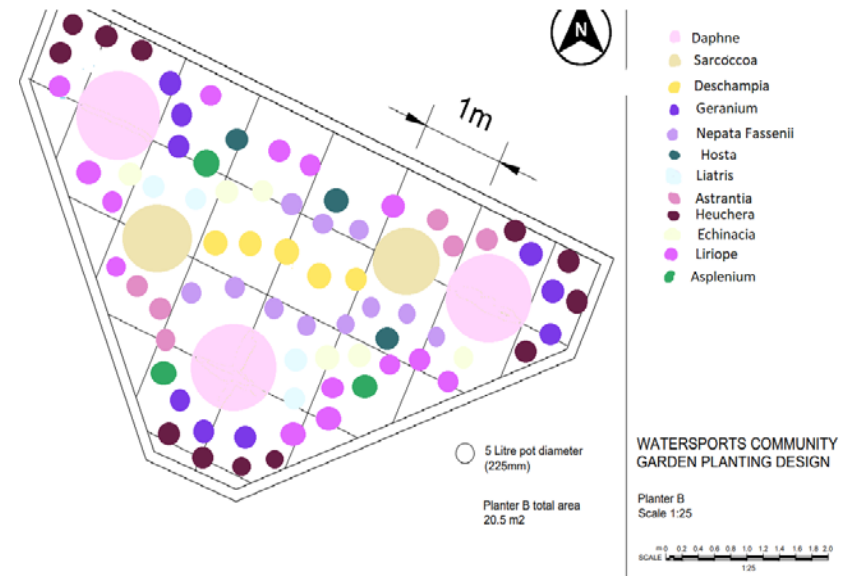 N
1m
Daphne
Sarcoccoa
Deschampia
Geranium
Nepata Fassenii
Hosta
Liatris
Astrantia
Heuchera
Echinacia
Liriope
Asplenium
5 Litre pot diameter
(225mm)
Planter B total area
20.5 m2
WATERSPORTS COMMUNITY
GARDEN PLANTING DESIGN
Planter B
Scale 1:25
m 0 0.2 0.4 0.6 0.8 1.0 1.2 1.4 1.6 1.8 2.0
SCALE
1:25